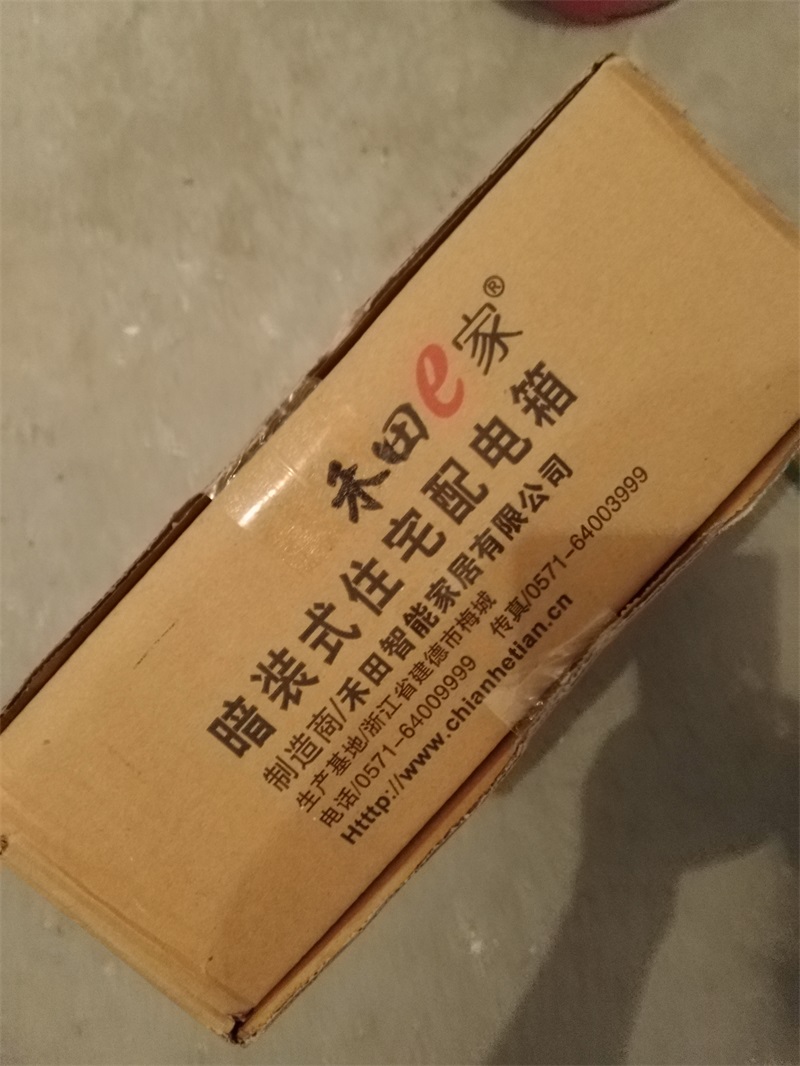 禾田e家®
暗装式住宅配电箱
制造商/禾田智能家居有限公司
生产基地/浙江省建德市梅城
电话/0571-64009999 传真/0571-64003999
Htttp://www.chianhetian.cn